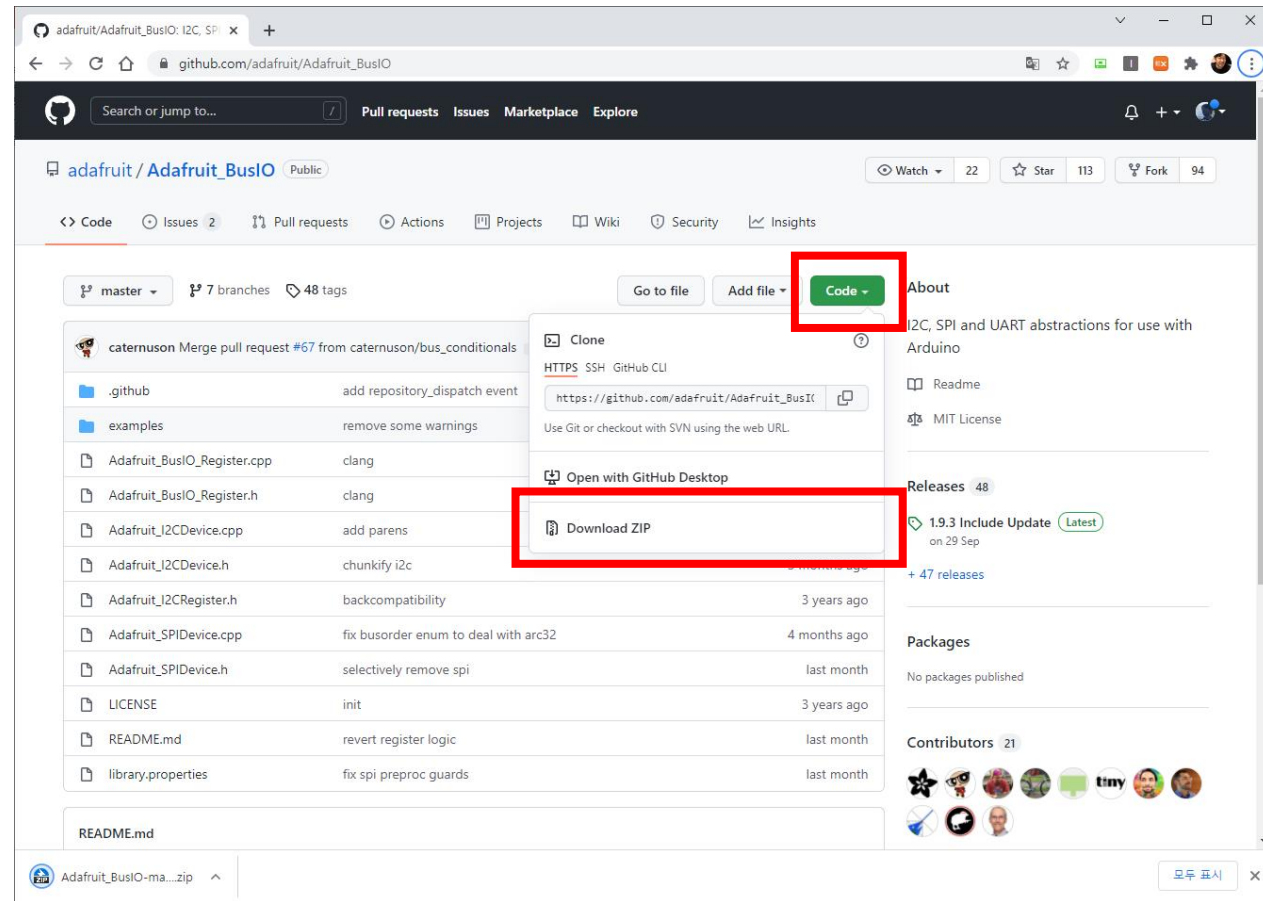 adafruit/Adafruit_BusIO: I2C, SP
github.com/adafruit/Adafruit_BusIO
Search or jump to...
/
Pull requests Issues Marketplace Explore
adafruit / Adafruit_BusIO Public
Watch 22 Star 113 Fork 94
<> Code Issues 2 Pull requests Actions Projects Wiki Security Insights
master 7 branches 48 tags Go to file Add file Code
About
I2C, SPI and UART abstractions for use with
Arduino
Readme
MIT License
Releases 48
1.9.3 Include Update Latest
on 29 Sep
+ 47 releases
Packages
No packages published
Contributors 21
tiny
caternuson Merge pull request #67 from caternuson/bus_conditionals
Clone
HTTPS SSH GitHub CLI
https://github.com/adafruit/Adafruit_BusI
Use Git or checkout with SVN using the web URL.
Open with GitHub Desktop
Download ZIP
.github add repository_dispatch event
examples remove some warnings
Adafruit_BusIO_Register.cpp clang
Adafruit_BusIO_Register.h clang
Adafruit_I2CDevice.cpp add parens
Adafruit_I2CDevice.h chunkify i2c months ago
Adafruit_I2CRegister.h backcompatibility 3 years ago
Adafruit_SPIDevice.cpp fix busorder enum to deal with arc32 4 months ago
Adafruit_SPIDevice.h selectively remove spi last month
LICENSE init 3 years ago
README.md revert register logic last month
library.properties fix spi preproc guards last month
README.md
Adafruit_BusIO-ma....zip
모두 표시